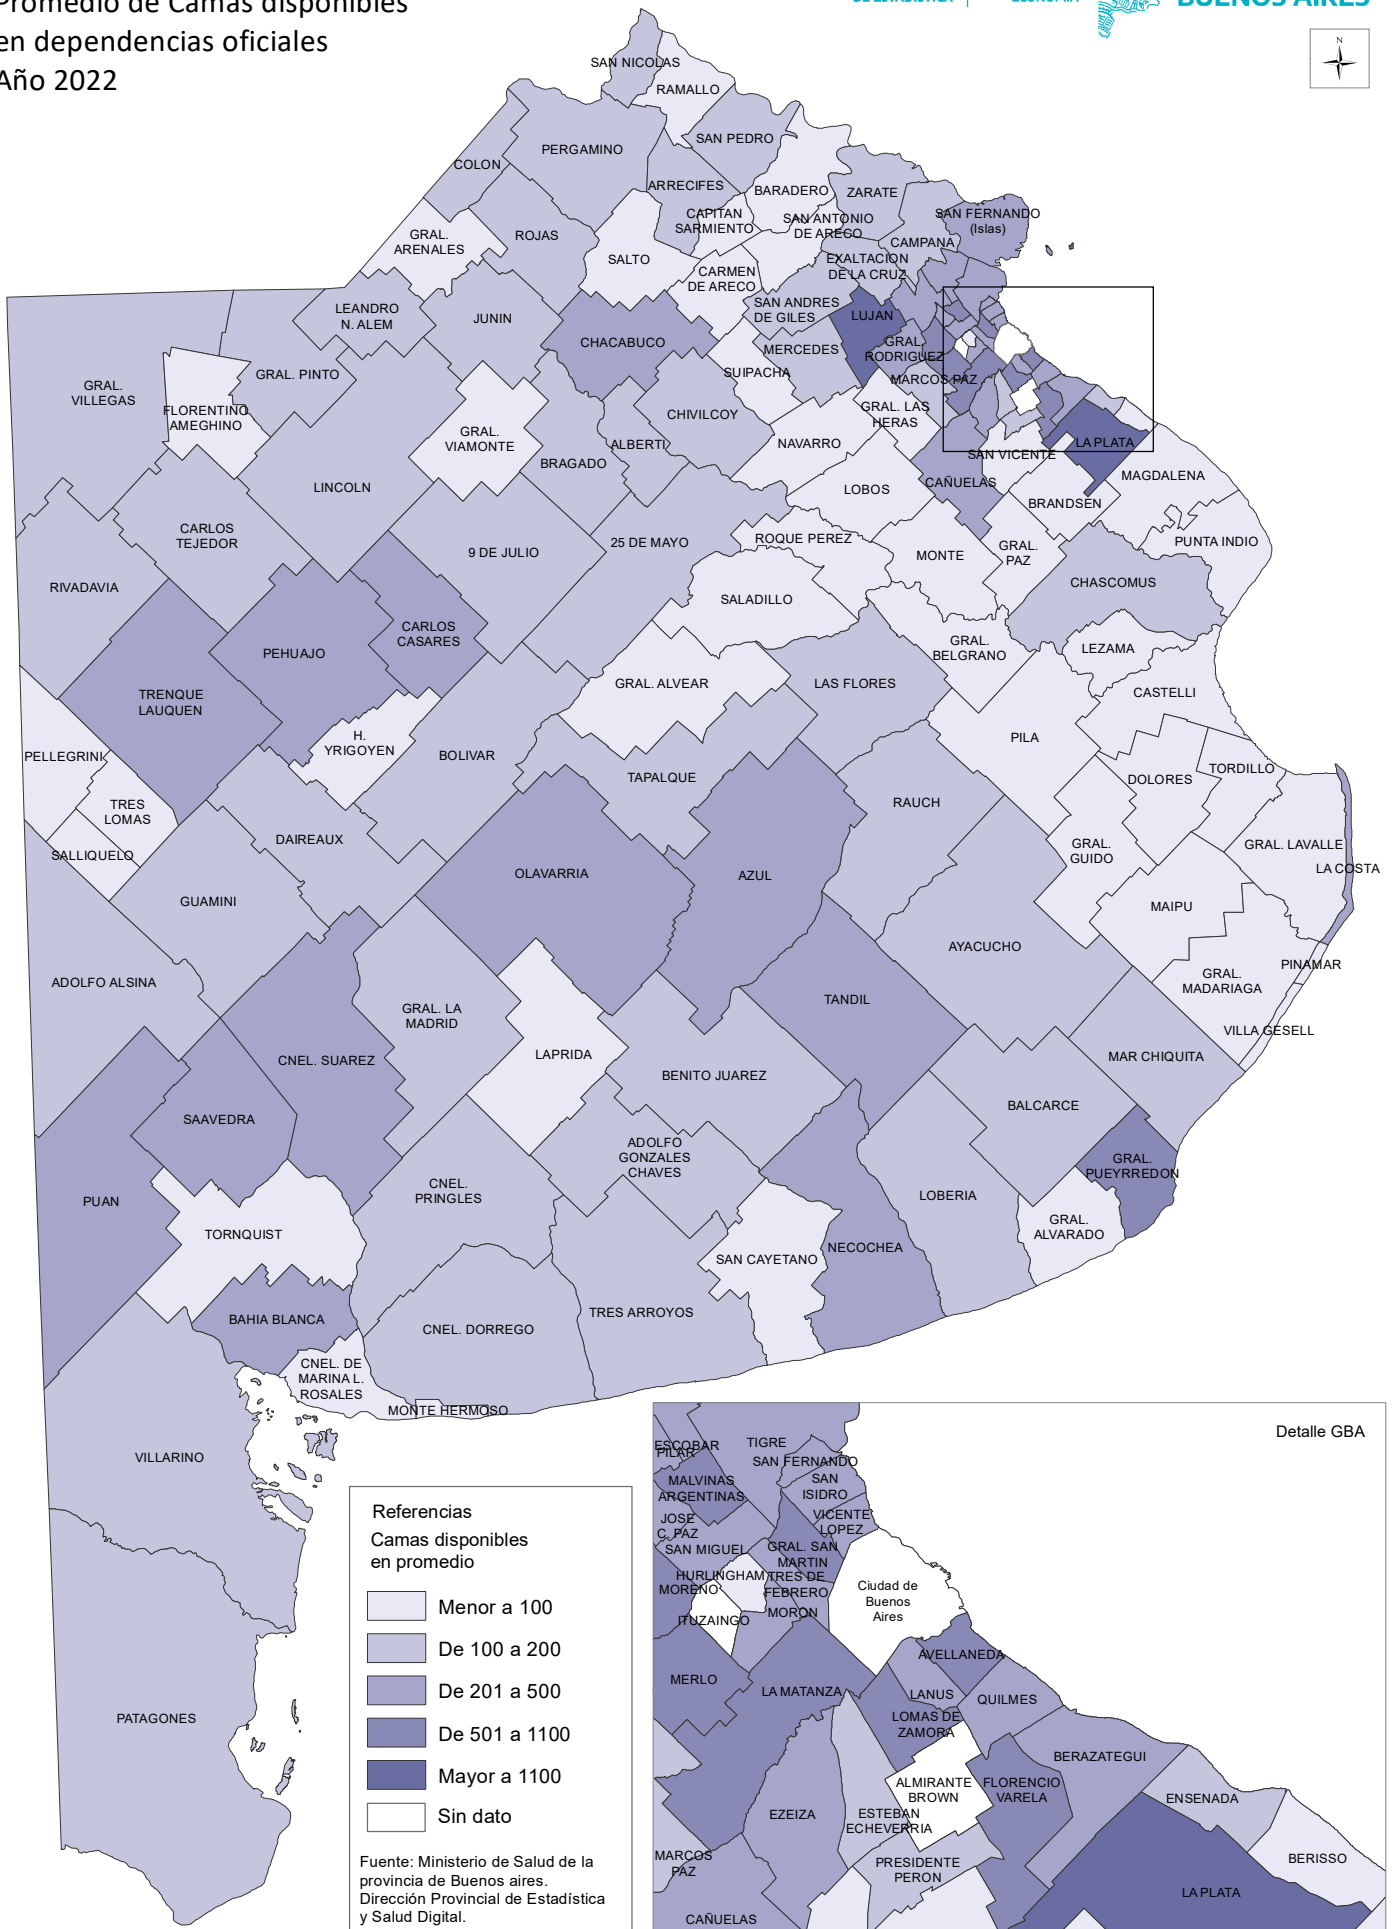 Promedio de Camas disponibles
en dependencias oficiales
Año 2022
DE ESTADÍSTICA
ECONOMÍA
BUENOS AIRES
N
SAN NICOLAS
RAMALLO
PERGAMINO
SAN PEDRO
COLON
ARRECIFES
BARADERO
ZARATE
CAPITAN
SARMIENTO
SAN ANTONIO
DE ARECO
SAN FERNANDO
(Islas)
GRAL.
ARENALES
ROJAS
SALTO
CAMPANA
CARMEN
DE ARECO
EXALTACION
DE LA CRUZ
LEANDRO
N. ALEM
JUNIN
SAN ANDRES
DE GILES
LUJAN
CHACABUCO
MERCEDES
GRAL.
RODRIGUEZ
GRAL.
VILLEGAS
GRAL. PINTO
SUIPACHA
MARCOS PAZ
FLORENTINO
AMEGHINO
CHIVILCOY
GRAL. LAS
HERAS
GRAL.
VIAMONTE
ALBERTI
NAVARRO
LA PLATA
BRAGADO
SAN VICENTE
LINCOLN
LOBOS
CAÑUELAS
MAGDALENA
BRANDSEN
CARLOS
TEJEDOR
9 DE JULIO
25 DE MAYO
ROQUE PEREZ
MONTE
GRAL.
PAZ
PUNTA INDIO
RIVADAVIA
SALADILLO
CHASCOMUS
CARLOS
CASARES
PEHUAJO
GRAL.
BELGRANO
LEZAMA
TRENQUE
LAUQUEN
GRAL. ALVEAR
LAS FLORES
CASTELLI
H.
YRIGOYEN
PILA
PELLEGRINI
BOLIVAR
TAPALQUE
DOLORES
TORDILLO
TRES
LOMAS
RAUCH
SALLIQUELO
DAIREAUX
GRAL.
GUIDO
GRAL. LAVALLE
LA COSTA
OLAVARRIA
AZUL
GUAMINI
MAIPU
AYACUCHO
ADOLFO ALSINA
GRAL.
MADARIAGA
PINAMAR
GRAL. LA
MADRID
TANDIL
VILLA GESELL
CNEL. SUAREZ
LAPRIDA
MAR CHIQUITA
BENITO JUAREZ
BALCARCE
SAAVEDRA
ADOLFO
GONZALES
CHAVES
GRAL.
PUEYRREDON
PUAN
CNEL.
PRINGLES
LOBERIA
TORNQUIST
GRAL.
ALVARADO
SAN CAYETANO
NECOCHEA
BAHIA BLANCA
CNEL. DORREGO
TRES ARROYOS
CNEL. DE
MARINA L.
ROSALES
MONTE HERMOSO
VILLARINO
PATAGONES
Referencias
Camas disponibles
en promedio
Menor a 100
De 100 a 200
De 201 a 500
De 501 a 1100
Mayor a 1100
Sin dato
Fuente: Ministerio de Salud de la
provincia de Buenos aires.
Dirección Provincial de Estadística
y Salud Digital.
Detalle GBA
ESCOBAR
PILAR
TIGRE
SAN FERNANDO
MALVINAS
ARGENTINAS
SAN
ISIDRO
JOSE
C. PAZ
VICENTE
LOPEZ
SAN MIGUEL
GRAL. SAN
MARTIN
HURLINGHAM
TRES DE
FEBRERO
MORENO
Ciudad de
Buenos
Aires
ITUZAINGO
MORON
AVELLANEDA
MERLO
LA MATANZA
LANUS
QUILMES
LOMAS DE
ZAMORA
BERAZATEGUI
ALMIRANTE
BROWN
FLORENCIO
VARELA
ENSENADA
EZEIZA
ESTEBAN
ECHEVERRIA
MARCOS
PAZ
PRESIDENTE
PERON
BERISSO
LA PLATA
CAÑUELAS